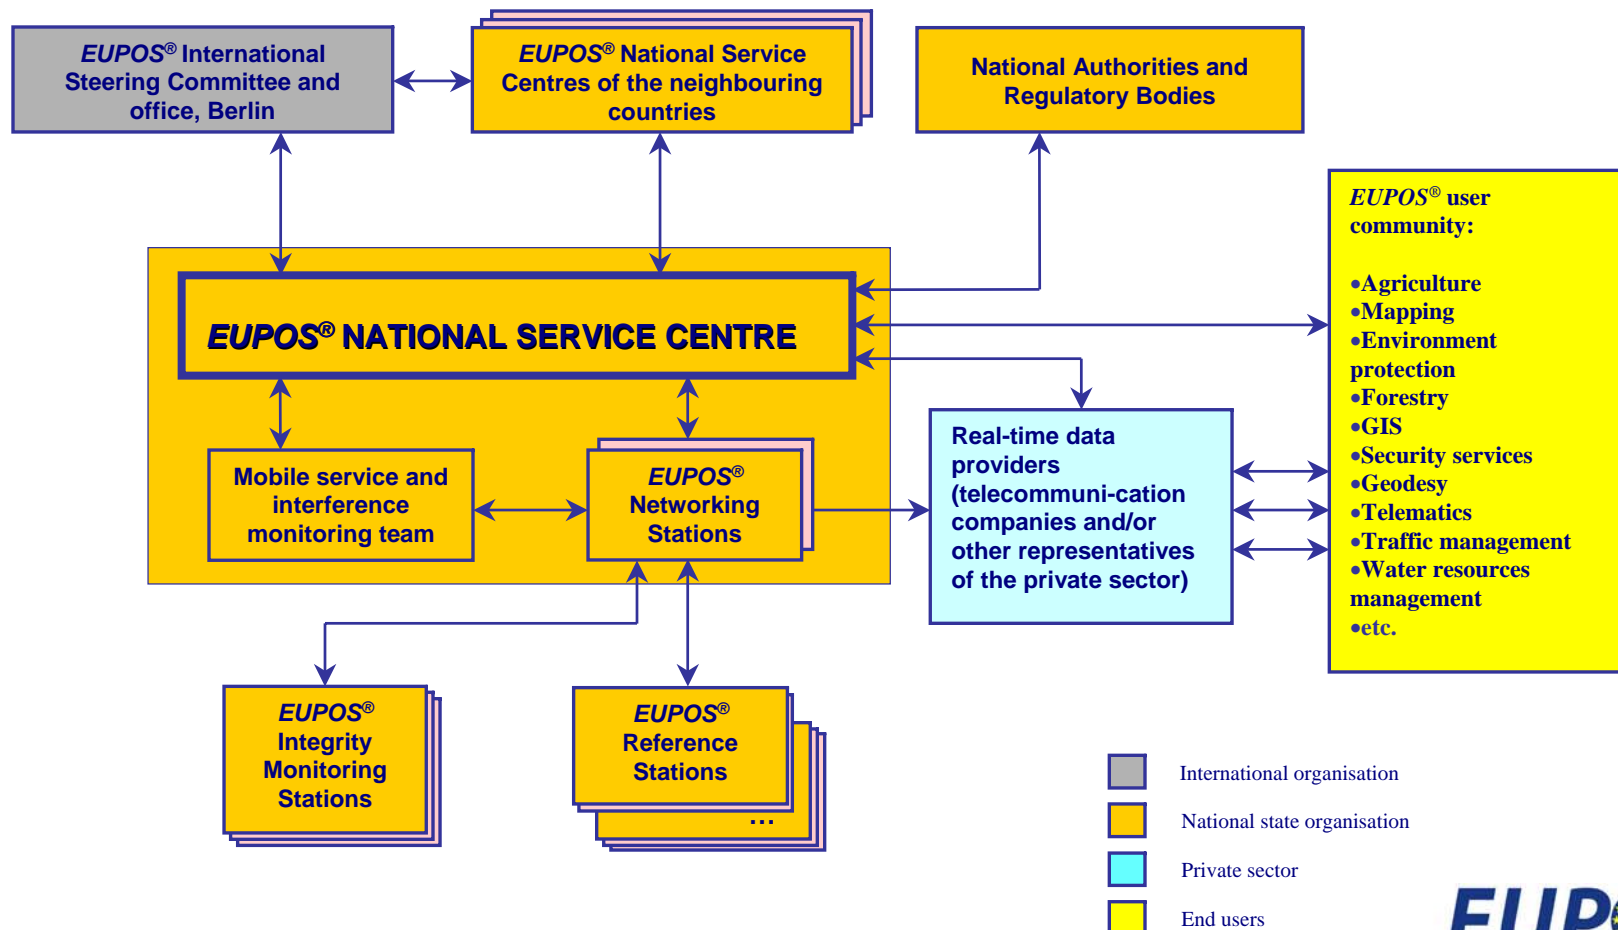 EUPOS® International
Steering Committee and
office, Berlin
EUPOS® National Service
Centres of the neighbouring
countries
National Authorities and
Regulatory Bodies
EUPOS® user
community:
•Agriculture
•Mapping
•Environment
protection
•Forestry
•GIS
•Security services
•Geodesy
•Telematics
•Traffic management
•Water resources
management
•etc.
EUPOS® NATIONAL SERVICE CENTRE
Mobile service and
interference
monitoring team
EUPOS®
Networking
Stations
Real-time data
providers
(telecommuni-cation
companies and/or
other representatives
of the private sector)
EUPOS®
Integrity
Monitoring
Stations
EUPOS®
Reference
Stations
...
International organisation
National state organisation
Private sector
End users